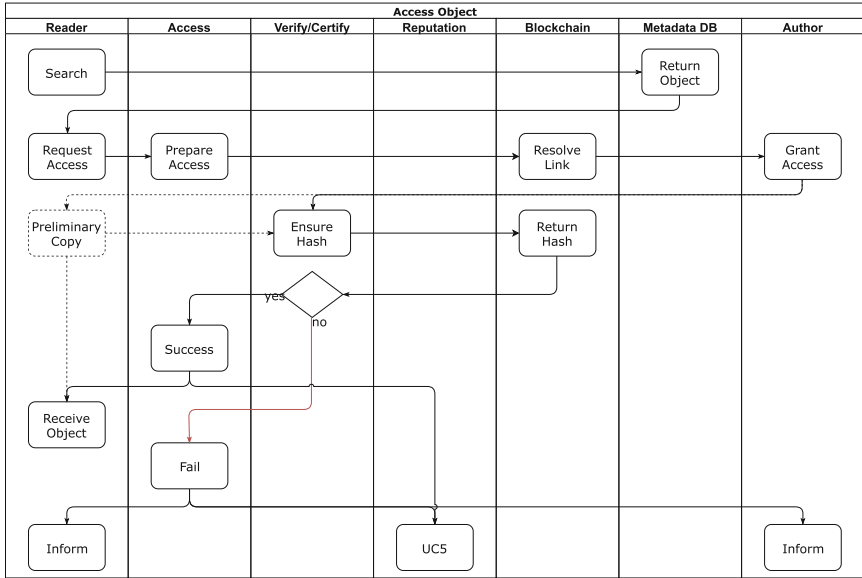 Access Object
Reader
Access
Verify/Certify
Reputation
Blockchain
Metadata DB
Author
Search
Return
Object
Request
Access
Prepare
Access
Resolve
Link
Grant
Access
Preliminary
Copy
Ensure
Hash
Return
Hash
yes
no
Success
Receive
Object
Fail
Inform
UC5
Inform